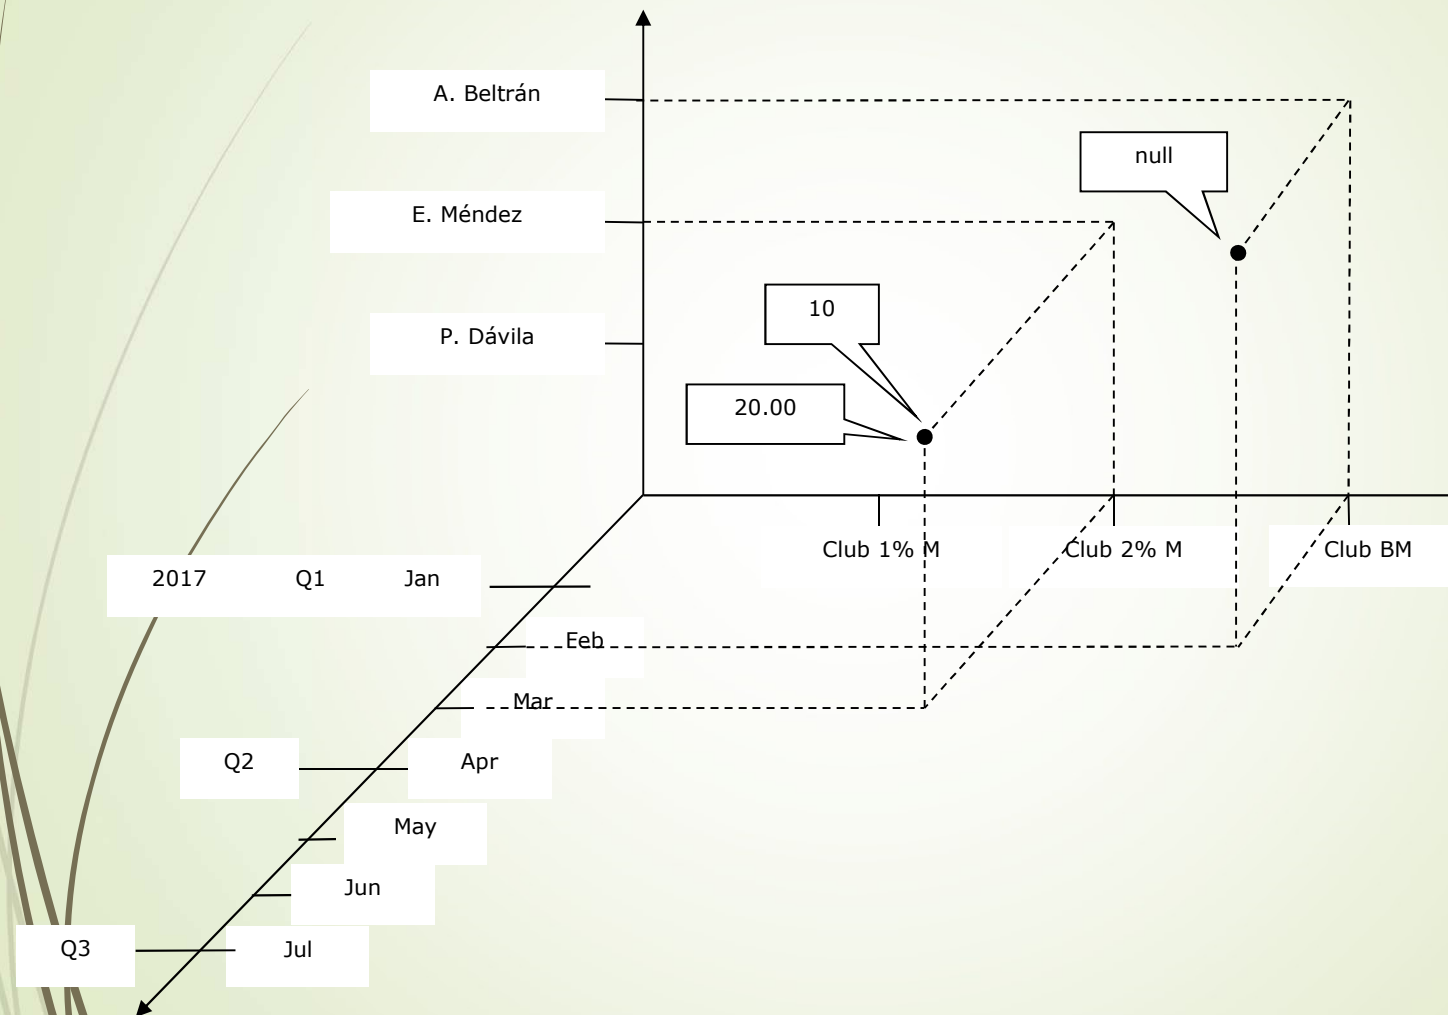 A. Beltrán
null
E. Méndez
10
P. Dávila
20.00
Club 1% M
Club 2% M
Club BM
2017 Q1 Jan
Feb
Mar
Q2 Apr
May
Jun
Q3 Jul